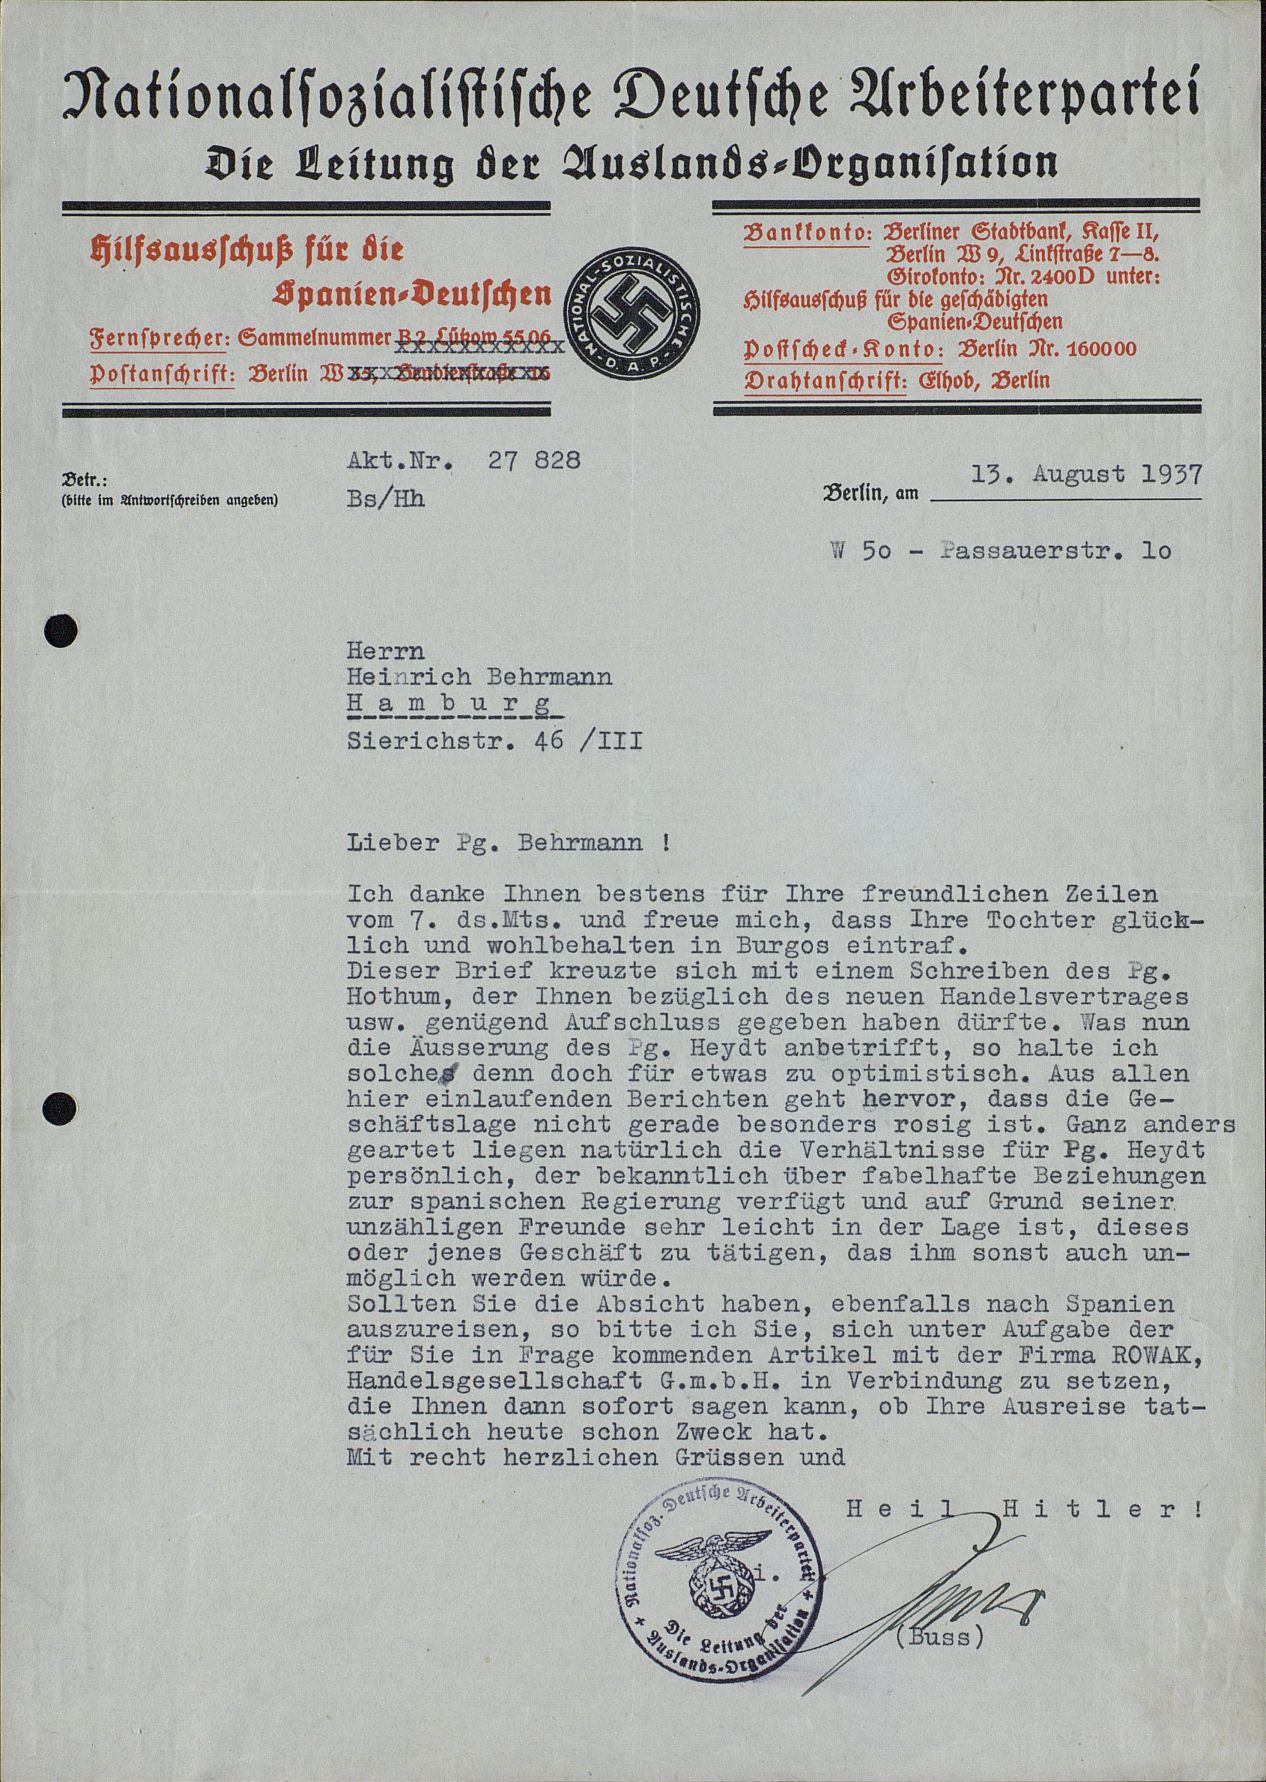 Nationalsozialistische Deutsche Arbeiterpartei
Die Leitung der Auslands-Organisation
Hilfsausschuß für die
Spanien-Deutschen
Fernsprecher: Sammelnummer B 2 Lützow 55 06
Postanschrift: Berlin W 35, Bendlerstraße 16
NATIONAL-SOZIALISTISCHE
N.S.D.A.P.
Bankkonto: Berliner Stadtbank, Kasse II,
Berlin W 9, Linkstraße 7—8.
Girokonto: Nr. 2400 D unter:
Hilfsausschuß für die geschädigten
Spanien-Deutschen
Postscheck-Konto: Berlin Nr. 160000
Drahtanschrift: Elhob, Berlin
Betr.:
(bitte im Antwortschreiben angeben)
Akt.Nr. 27 828
Bs/Hh
Berlin, am 13. August 1937
W 5o - Passauerstr. 1o
Herrn
Heinrich Behrmann
H a m b u r g
Sierichstr. 46 /III
Lieber Pg. Behrmann !
Ich danke Ihnen bestens für Ihre freundlichen Zeilen
vom 7. ds.Mts. und freue mich, dass Ihre Tochter glück-
lich und wohlbehalten in Burgos eintraf.
Dieser Brief kreuzte sich mit einem Schreiben des Pg.
Hothum, der Ihnen bezüglich des neuen Handelsvertrages
usw. genügend Aufschluss gegeben haben dürfte. Was nun
die Äusserung des Pg. Heydt anbetrifft, so halte ich
solche denn doch für etwas zu optimistisch. Aus allen
hier einlaufenden Berichten geht hervor, dass die Ge-
schäftslage nicht gerade besonders rosig ist. Ganz anders
geartet liegen natürlich die Verhältnisse für Pg. Heydt
persönlich, der bekanntlich über fabelhafte Beziehungen
zur spanischen Regierung verfügt und auf Grund seiner
unzähligen Freunde sehr leicht in der Lage ist, dieses
oder jenes Geschäft zu tätigen, das ihm sonst auch un-
möglich werden würde.
Sollten Sie die Absicht haben, ebenfalls nach Spanien
auszureisen, so bitte ich Sie, sich unter Aufgabe der
für Sie in Frage kommenden Artikel mit der Firma ROWAK,
Handelsgesellschaft G.m.b.H. in Verbindung zu setzen,
die Ihnen dann sofort sagen kann, ob Ihre Ausreise tat-
sächlich heute schon Zweck hat.
Mit recht herzlichen Grüssen und
H e i l H i t l e r !
i.
(Buss)
Nationalsoz. Deutsche Arbeiterpartei
Die Leitung der
Auslands-Organisation